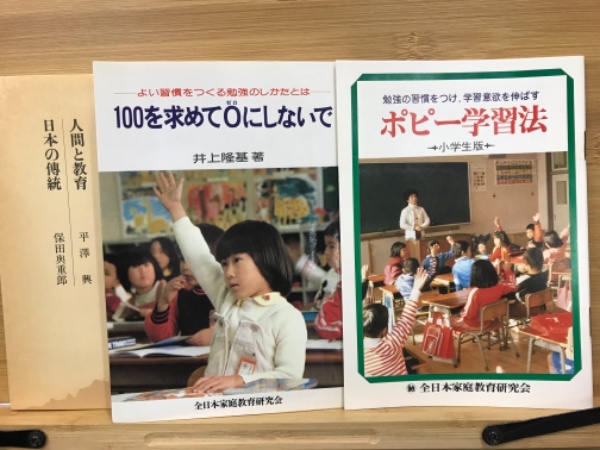 人間と教育
平澤 興
日本の傳統
保田與重郎
よい習慣をつくる勉強のしかたとは
100を求めて0にしないで
ゼロ
井上隆基 著
全日本家庭教育研究会
勉強の習慣をつけ、学習意欲を伸ばす
ポピー学習法
小学生版
全日本家庭教育研究会